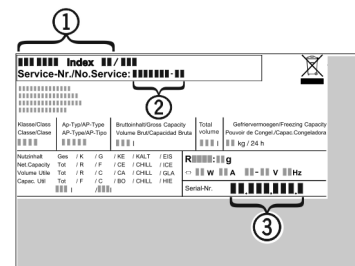 1
Index /
Service-Nr./No.Service: -
2
Klasse/Class
Classe/Clase
Ap-Typ/AP-Type
AP-Type/AP-Tipo
Bruttoinhalt/Gross Capacity
Volume Brut/Capacidad Bruta
l
Total
volume
l
Gefriervermoegen/Freezing Capacity
Pouvoir de Congel./Capac.Congeladora
kg / 24 h
Nutzinhalt Ges / K / G / KE / KALT / EIS
Net.Capacity Tot / R / F / CE / CHILL / ICE
Volume Utile Tot / R / C / CA / CHILL / GLA
Capac. Util Tot / F / C / BO / CHILL / HIE
l / l
R : g
W A - V Hz
Serial-Nr. . . .
3